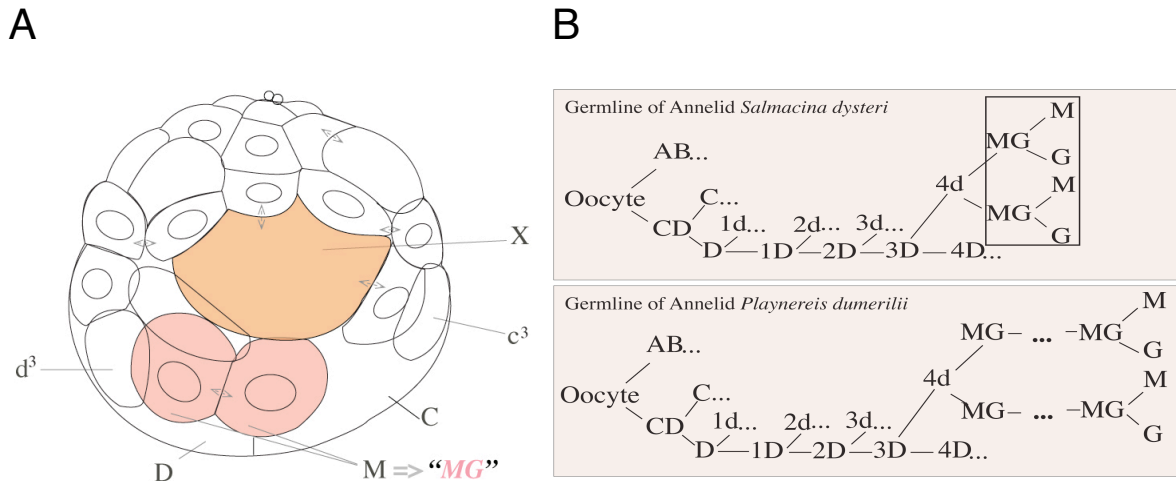 A
X
c³
d³
C
D
M => “MG”
B
Germline of Annelid Salmacina dysteri
M
MG
AB...
G
4d
M
Oocyte
C...
MG
CD
1d...
2d...
3d...
G
D — 1D — 2D — 3D — 4D...
Germline of Annelid Playnereis dumerilii
M
MG – ... – MG
G
AB...
4d
M
Oocyte
C...
MG – ... – MG
CD
1d...
2d...
3d...
G
D — 1D — 2D — 3D — 4D...